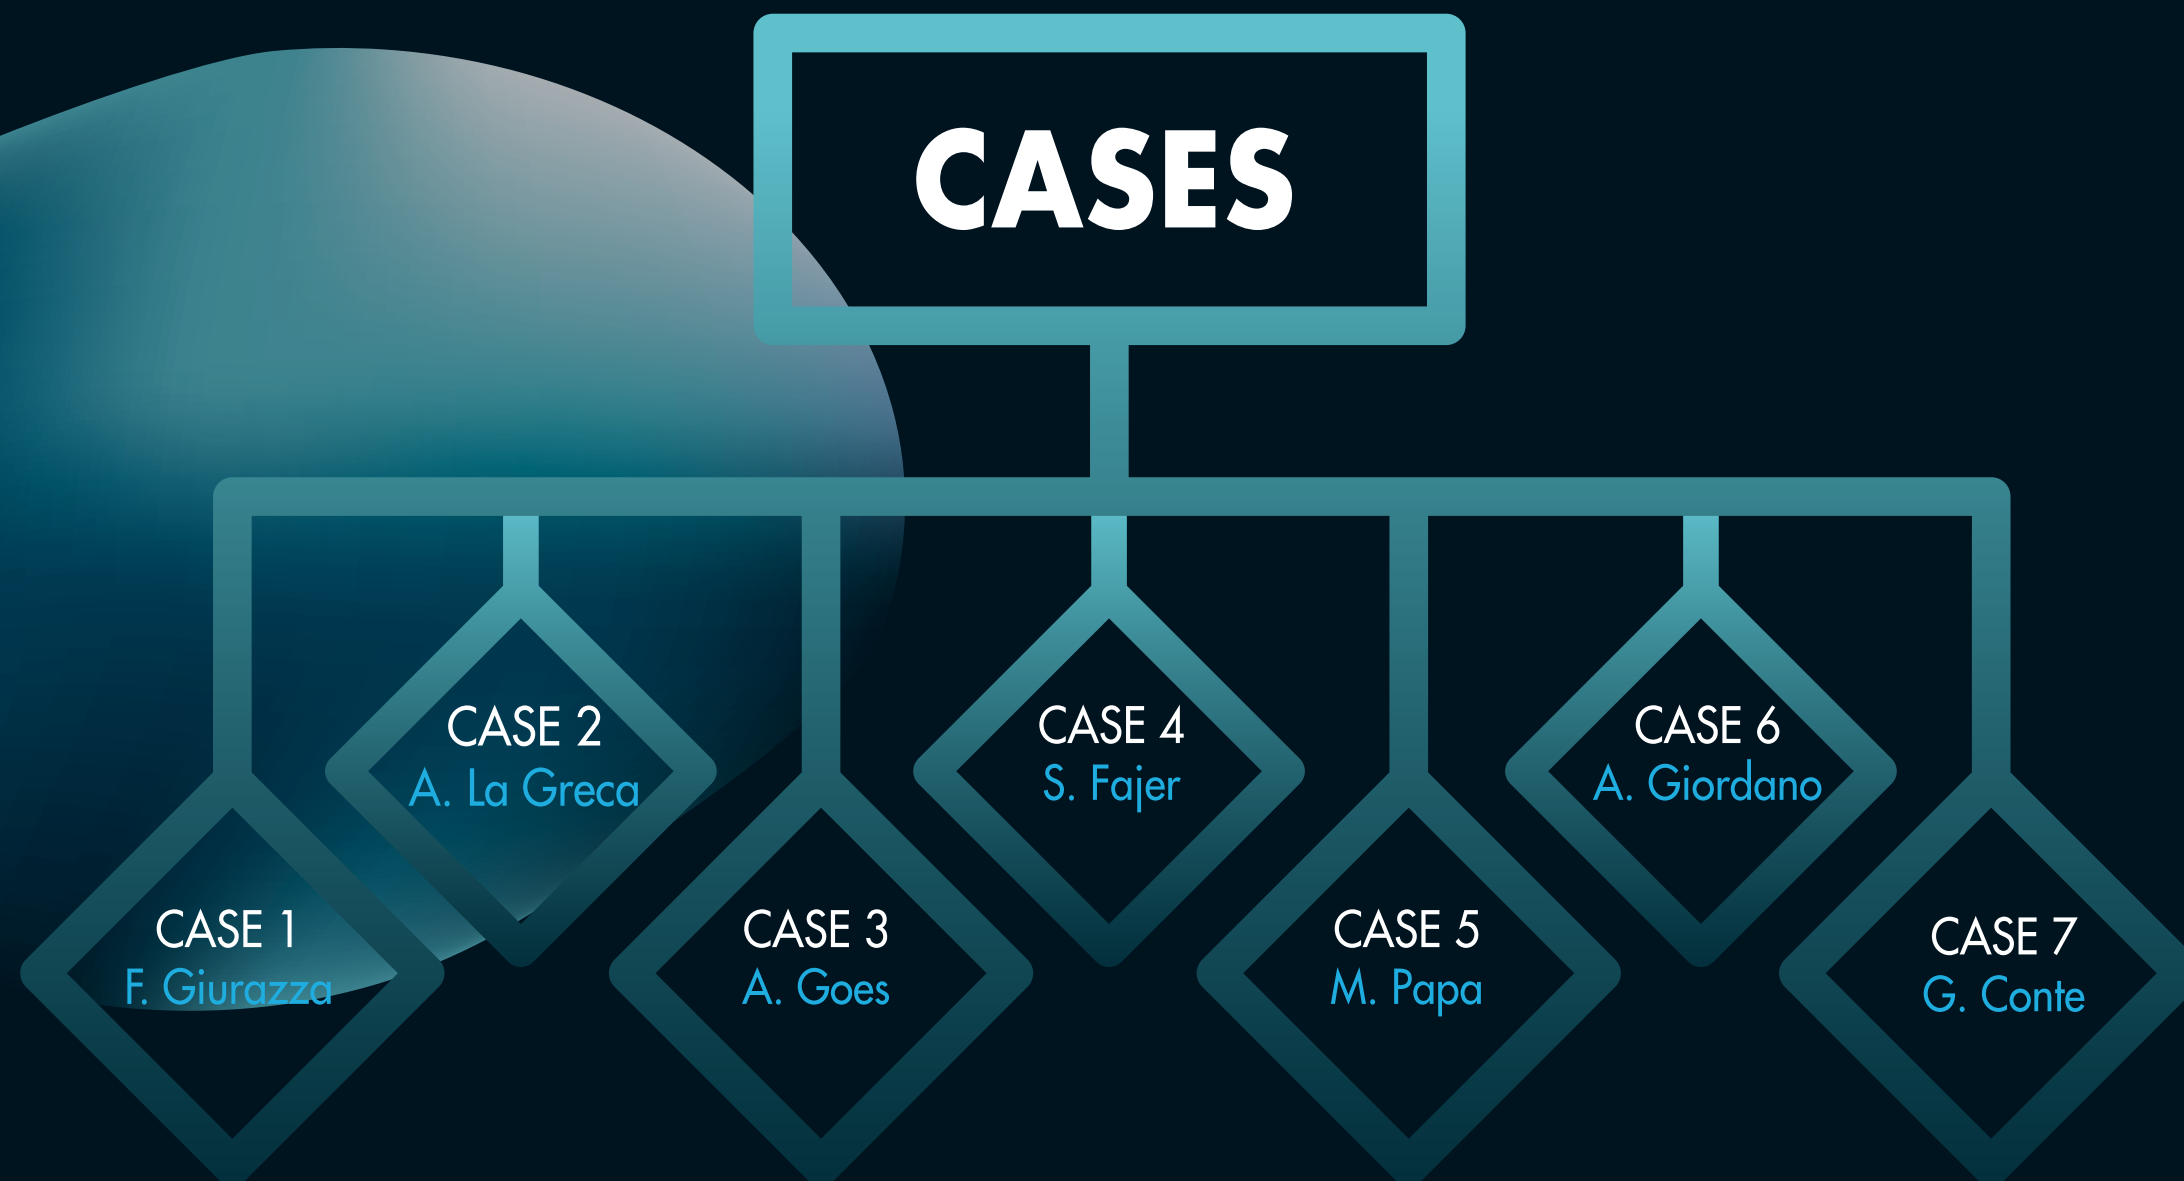 CASES
CASE 1
F. Giurazza
CASE 2
A. La Greca
CASE 3
A. Goes
CASE 4
S. Fajer
CASE 5
M. Papa
CASE 6
A. Giordano
CASE 7
G. Conte